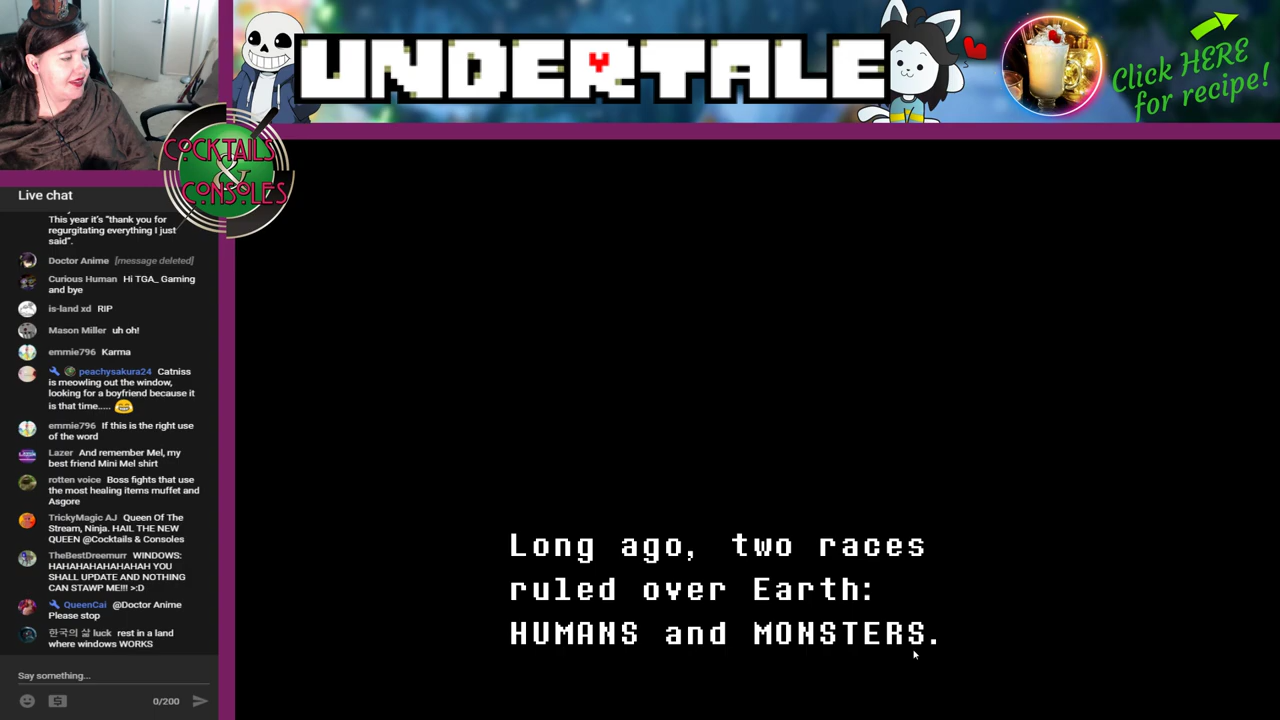 UNDERTALE
Click HERE
for recipe!
COCKTAILS
&
CONSOLES
Live chat
This year it's "thank you for
regurgitating everything I just
said".
Doctor Anime [message deleted]
Curious Human Hi TGA_ Gaming
and bye
is-land xd RIP
Mason Miller uh oh!
emmie796 Karma
peachysakura24 Catniss
is meowling out the window,
looking for a boyfriend because it
is that time.....
emmie796 If this is the right use
of the word
Lazer And remember Mel, my
best friend Mini Mel shirt
rotten voice Boss fights that use
the most healing items muffet and
Asgore
TrickyMagic AJ Queen Of The
Stream, Ninja. HAIL THE NEW
QUEEN @Cocktails & Consoles
TheBestDreemurr WINDOWS:
HAHAHAHAHAHAH YOU
SHALL UPDATE AND NOTHING
CAN STAWP ME!!! >:D
QueenCai @Doctor Anime
Please stop
한국의 삶 luck rest in a land
where windows WORKS
Say something...
0/200
Long ago, two races
ruled over Earth:
HUMANS and MONSTERS.